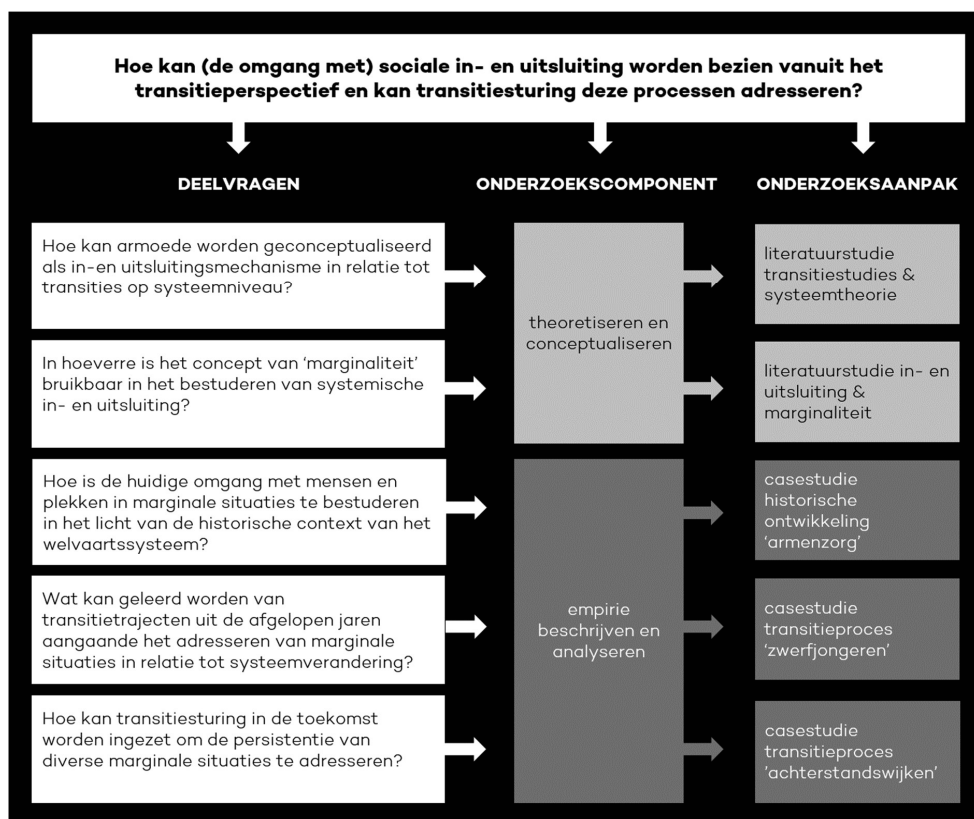 Hoe kan (de omgang met) sociale in- en uitsluiting worden bezien vanuit het
transitieperspectief en kan transitiesturing deze processen adresseren?
DEELVRAGEN
ONDERZOEKSCOMPONENT
ONDERZOEKSAANPAK
Hoe kan armoede worden geconceptualiseerd
als in-en uitsluitingsmechanisme in relatie tot
transities op systeemniveau?
theoretiseren en
conceptualiseren
literatuurstudie
transitiestudies &
systeemtheorie
In hoeverre is het concept van ‘marginaliteit’
bruikbaar in het bestuderen van systemische
in- en uitsluiting?
literatuurstudie in- en
uitsluiting &
marginaliteit
Hoe is de huidige omgang met mensen en
plekken in marginale situaties te bestuderen
in het licht van de historische context van het
welvaartssysteem?
empirie
beschrijven en
analyseren
casestudie
historische
ontwikkeling
‘armenzorg’
Wat kan geleerd worden van
transitietrajecten uit de afgelopen jaren
aangaande het adresseren van marginale
situaties in relatie tot systeemverandering?
casestudie
transitieproces
‘zwerfjongeren’
Hoe kan transitiesturing in de toekomst
worden ingezet om de persistentie van
diverse marginale situaties te adresseren?
casestudie
transitieproces
’achterstandswijken’